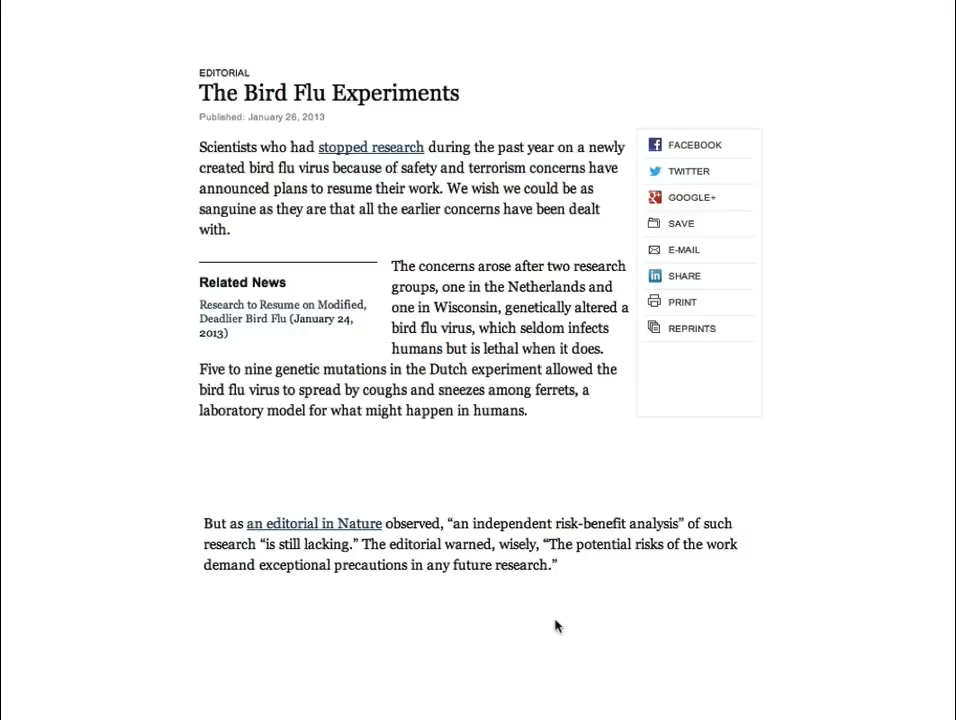 EDITORIAL
The Bird Flu Experiments
Published: January 26, 2013
Scientists who had stopped research during the past year on a newly
created bird flu virus because of safety and terrorism concerns have
announced plans to resume their work. We wish we could be as
sanguine as they are that all the earlier concerns have been dealt
with.
Related News
Research to Resume on Modified,
Deadlier Bird Flu (January 24,
2013)
The concerns arose after two research
groups, one in the Netherlands and
one in Wisconsin, genetically altered a
bird flu virus, which seldom infects
humans but is lethal when it does.
Five to nine genetic mutations in the Dutch experiment allowed the
bird flu virus to spread by coughs and sneezes among ferrets, a
laboratory model for what might happen in humans.
FACEBOOK
TWITTER
GOOGLE+
SAVE
E-MAIL
SHARE
PRINT
REPRINTS
But as an editorial in Nature observed, “an independent risk-benefit analysis” of such
research “is still lacking.” The editorial warned, wisely, “The potential risks of the work
demand exceptional precautions in any future research.”